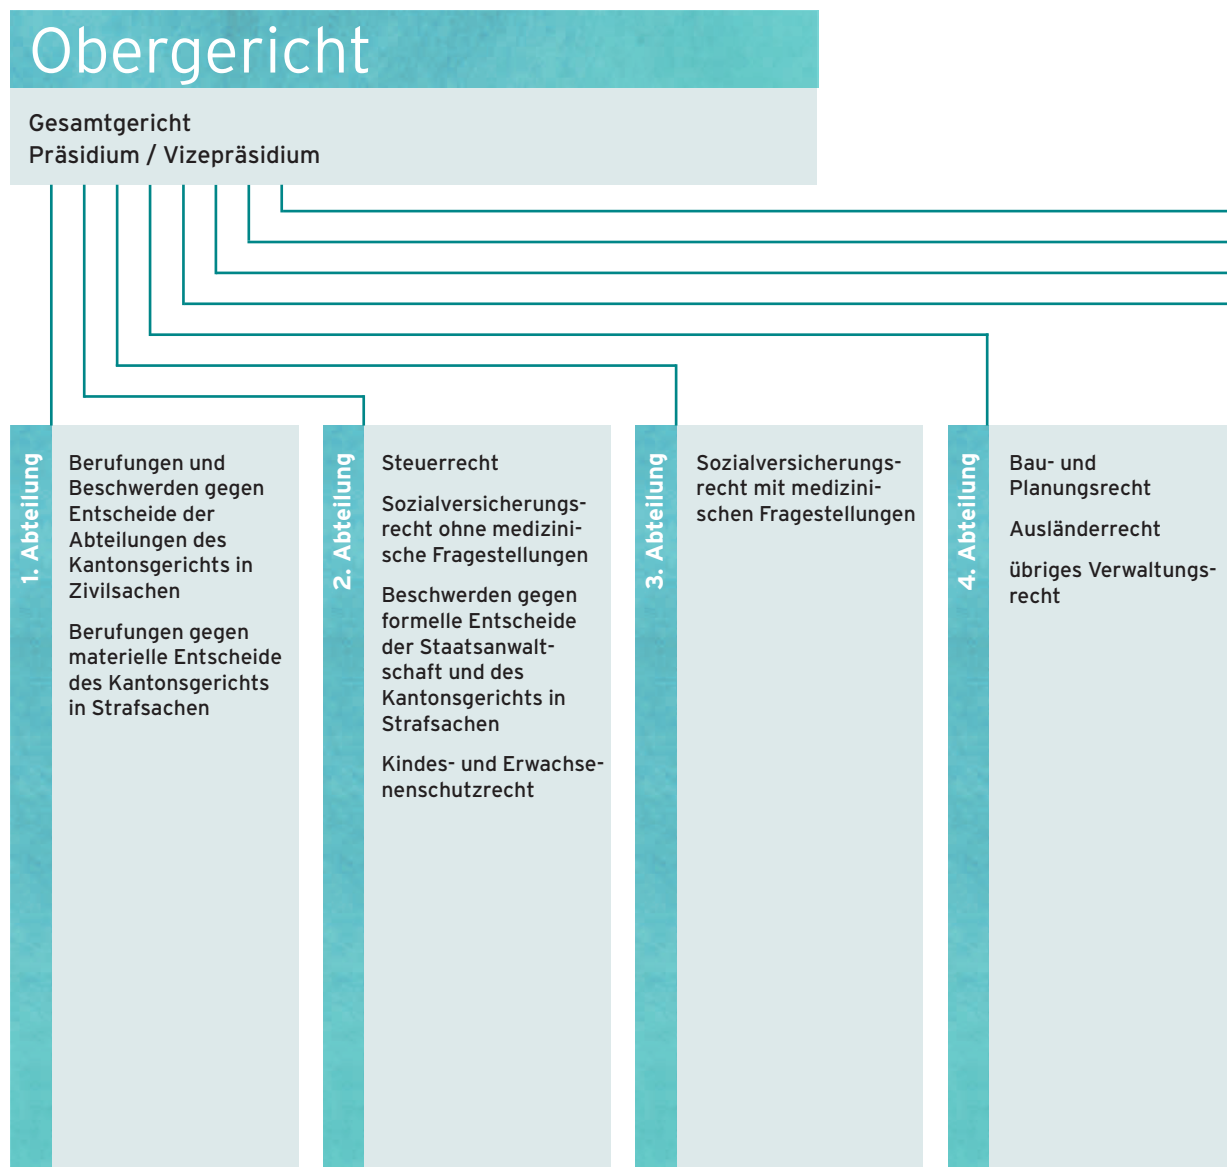 Obergericht
Gesamtgericht
Präsidium / Vizepräsidium
1. Abteilung
Berufungen und
Beschwerden gegen
Entscheide der
Abteilungen des
Kantonsgerichts in
Zivilsachen
Berufungen gegen
materielle Entscheide
des Kantonsgerichts
in Strafsachen
2. Abteilung
Steuerrecht
Sozialversicherungs-
recht ohne medizini-
sche Fragestellungen
Beschwerden gegen
formelle Entscheide
der Staatsanwalt-
schaft und des
Kantonsgerichts in
Strafsachen
Kindes- und Erwachse-
nenschutzrecht
3. Abteilung
Sozialversicherungs-
recht mit medizini-
schen Fragestellungen
4. Abteilung
Bau- und
Planungsrecht
Ausländerrecht
übriges Verwaltungs-
recht